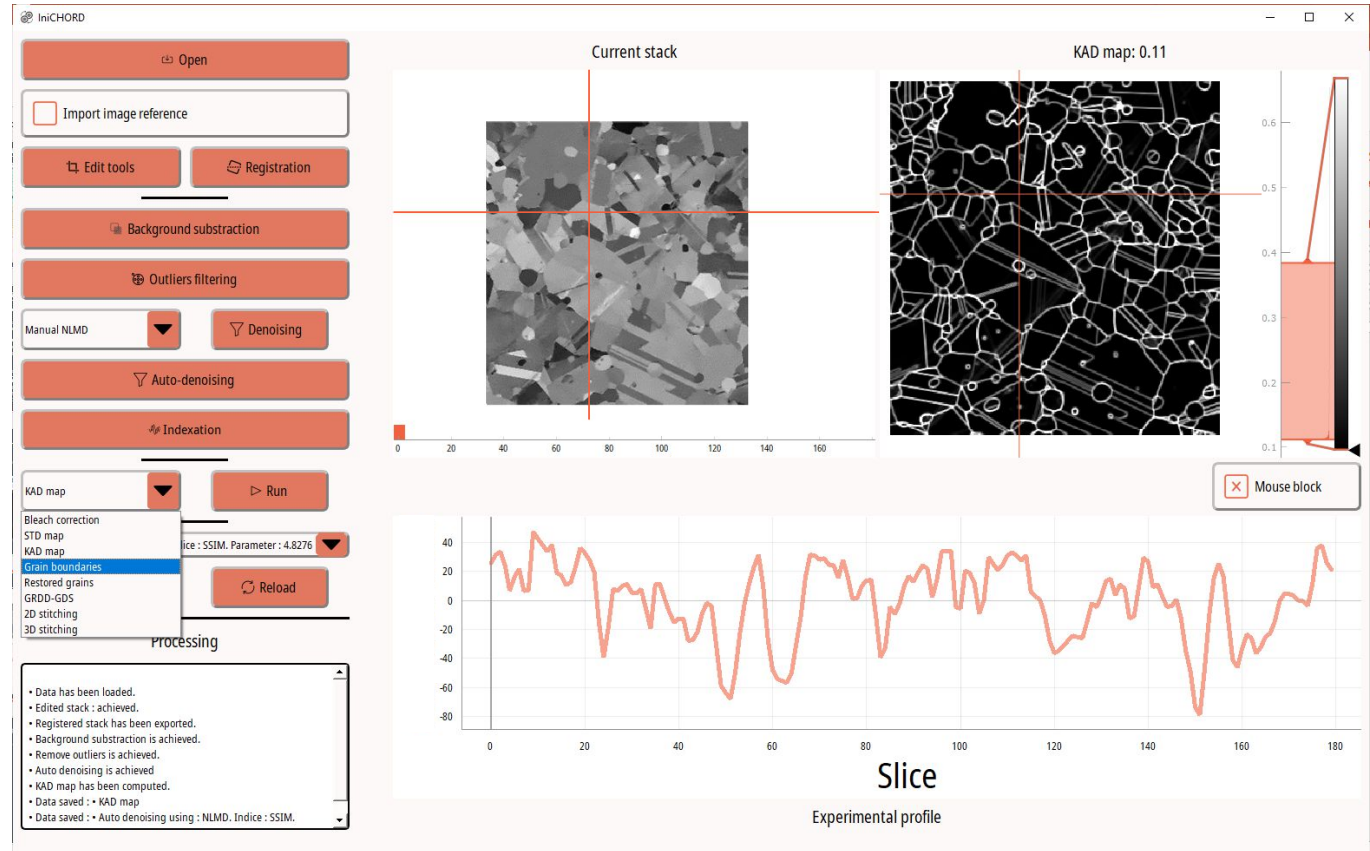 IniCHORD
Open
Import image reference
Edit tools
Registration
Background substraction
Outliers filtering
Manual NLMD
Denoising
Auto-denoising
Indexation
KAD map
Run
Bleach correction
STD map
KAD map
Grain boundaries
Restored grains
GRDD-GDS
2D stitching
3D stitching
ice : SSIM. Parameter : 4.8276
Reload
Processing
• Data has been loaded.
• Edited stack : achieved.
• Registered stack has been exported.
• Background substraction is achieved.
• Remove outliers is achieved.
• Auto denoising is achieved
• KAD map has been computed.
• Data saved : • KAD map
• Data saved : • Auto denoising using : NLMD. Indice : SSIM.
Current stack
0 20 40 60 80 100 120 140 160
KAD map: 0.11
0.6
0.5
0.4
0.3
0.2
0.1
Mouse block
40
20
0
-20
-40
-60
-80
0 20 40 60 80 100 120 140 160 180
Slice
Experimental profile